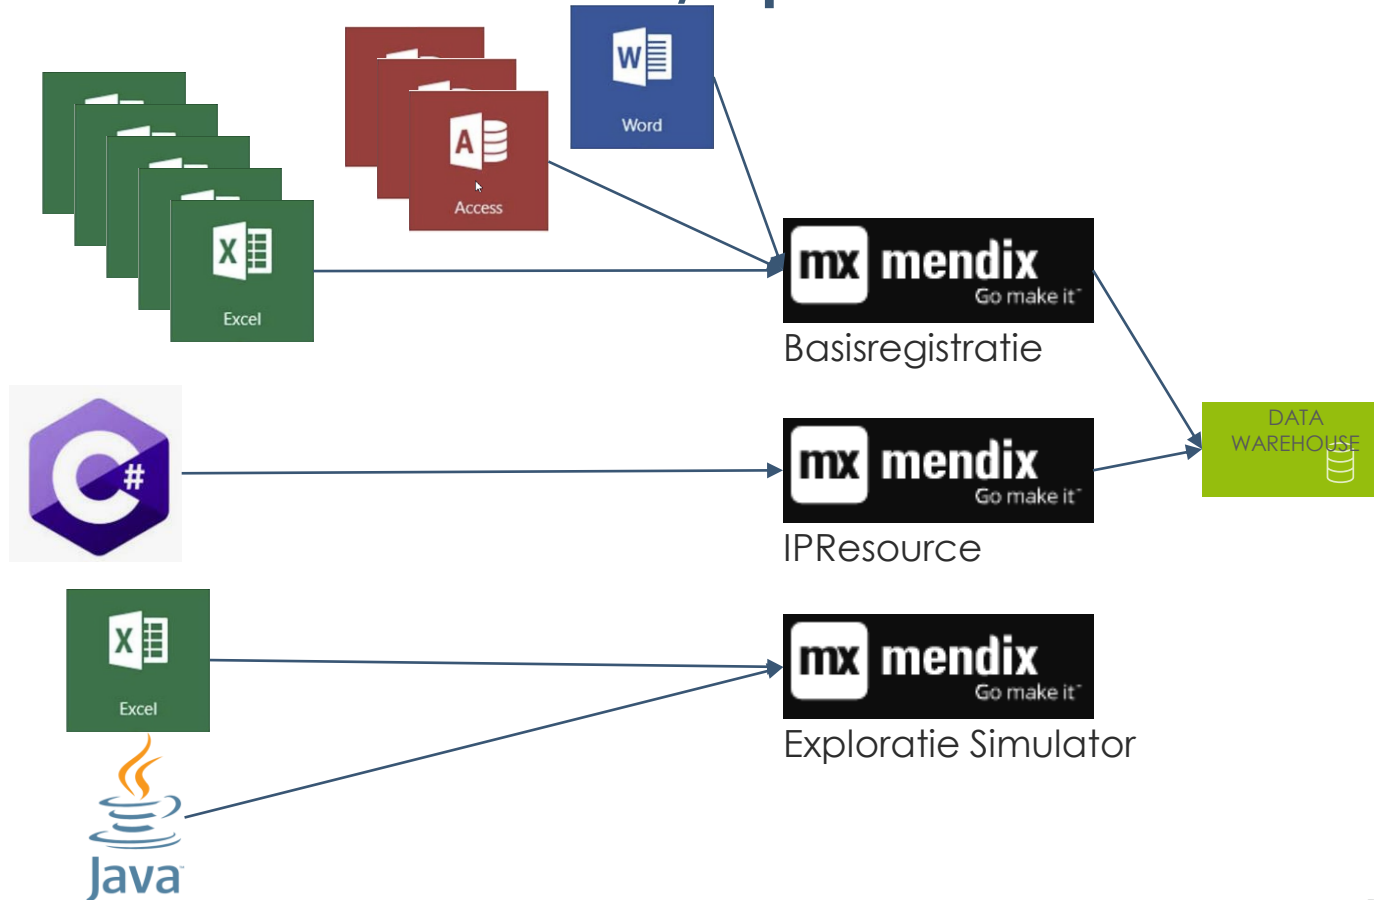 Word
Access
Excel
mx mendix
Go make it
Basisregistratie
C#
mx mendix
Go make it
IPResource
DATA
WAREHOUSE
Excel
mx mendix
Go make it
Exploratie Simulator
Java